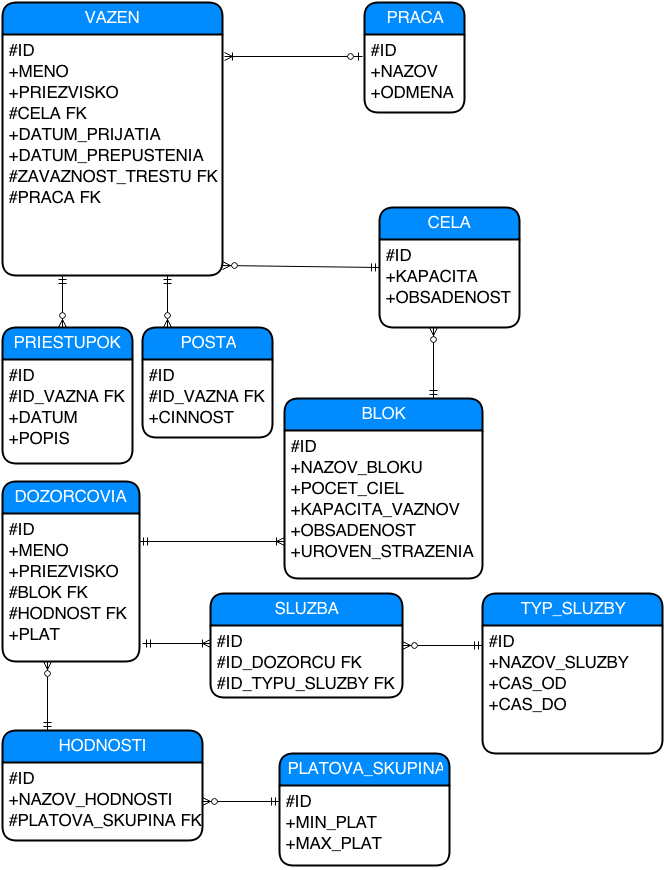 VAZEN
#ID
+MENO
+PRIEZVISKO
#CELA FK
+DATUM_PRIJATIA
+DATUM_PREPUSTENIA
#ZAVAZNOST_TRESTU FK
#PRACA FK
PRACA
#ID
+NAZOV
+ODMENA
CELA
#ID
+KAPACITA
+OBSADENOST
PRIESTUPOK
#ID
#ID_VAZNA FK
+DATUM
+POPIS
POSTA
#ID
#ID_VAZNA FK
+CINNOST
BLOK
#ID
+NAZOV_BLOKU
+POCET_CIEL
+KAPACITA_VAZNOV
+OBSADENOST
+UROVEN_STRAZENIA
DOZORCOVIA
#ID
+MENO
+PRIEZVISKO
#BLOK FK
#HODNOST FK
+PLAT
SLUZBA
#ID
#ID_DOZORCU FK
#ID_TYPU_SLUZBY FK
TYP_SLUZBY
#ID
+NAZOV_SLUZBY
+CAS_OD
+CAS_DO
HODNOSTI
#ID
+NAZOV_HODNOSTI
#PLATOVA_SKUPINA FK
PLATOVA_SKUPINA
#ID
+MIN_PLAT
+MAX_PLAT